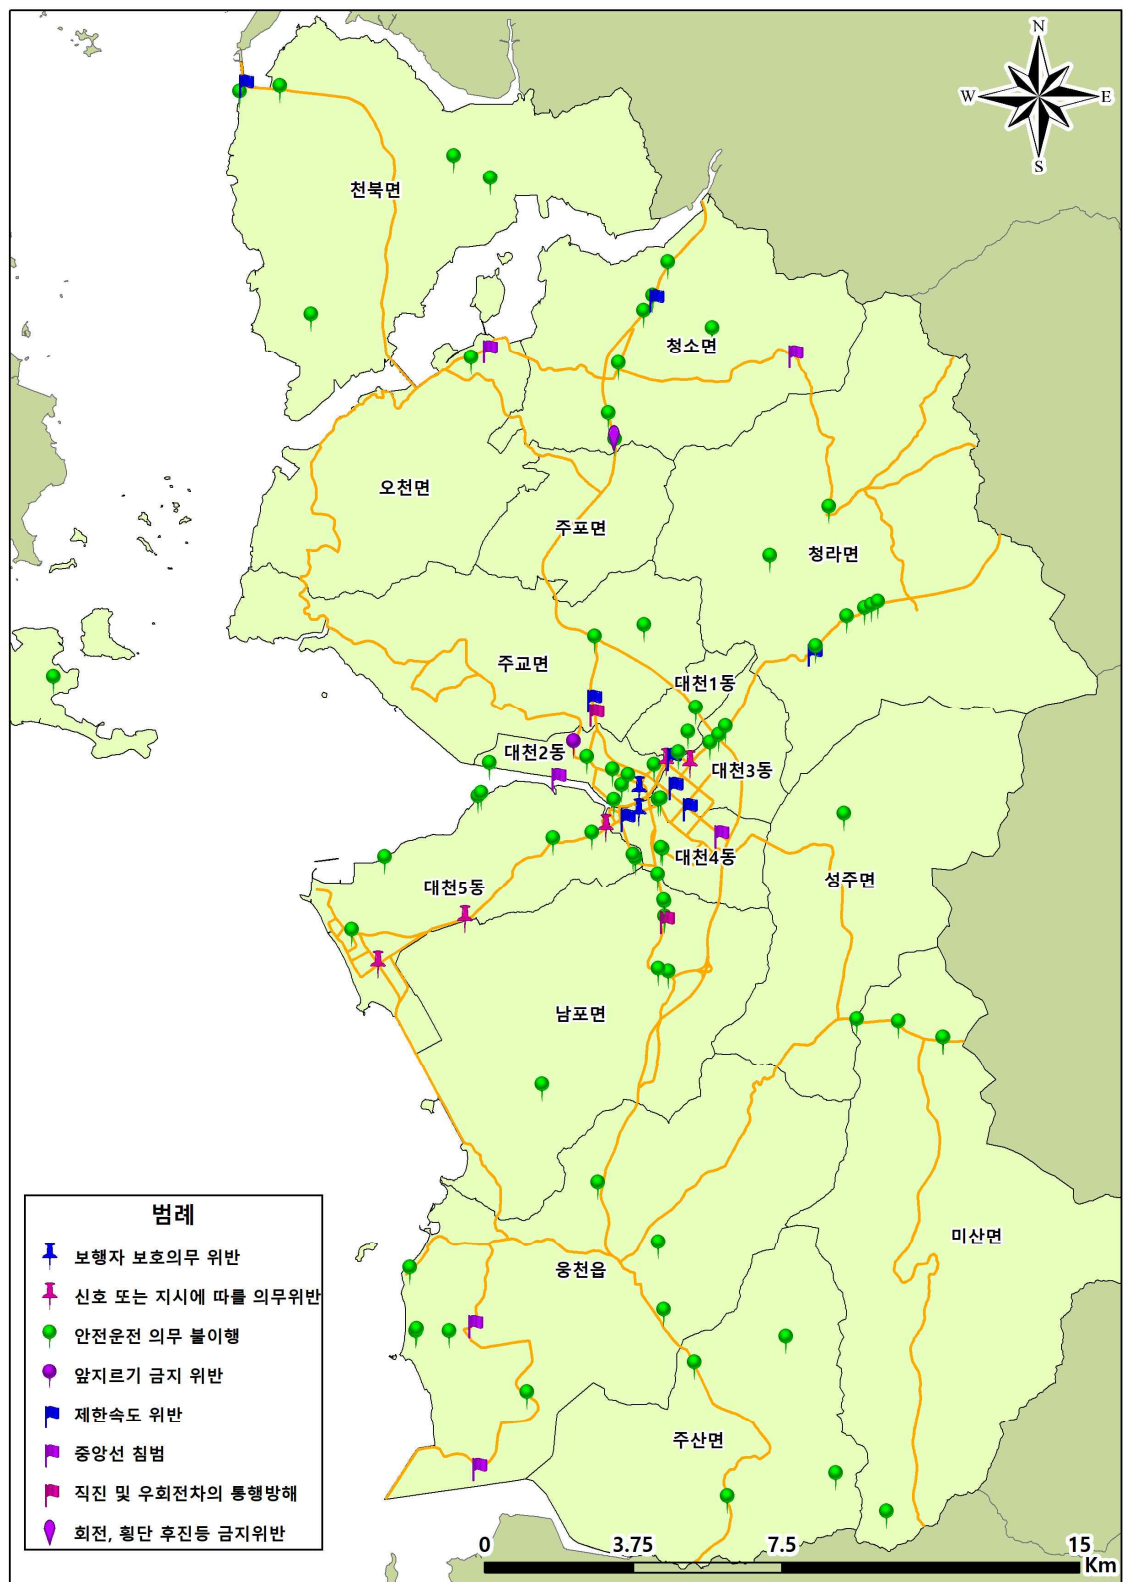 N
W E
S
천북면
청소면
오천면
주포면
청라면
주교면
대천1동
대천2동
대천3동
대천4동
성주면
대천5동
남포면
미산면
웅천읍
주산면
범례
보행자 보호의무 위반
신호 또는 지시에 따를 의무위반
안전운전 의무 불이행
앞지르기 금지 위반
제한속도 위반
중앙선 침범
직진 및 우회전차의 통행방해
회전, 횡단 후진등 금지위반
0 3.75 7.5 15
Km